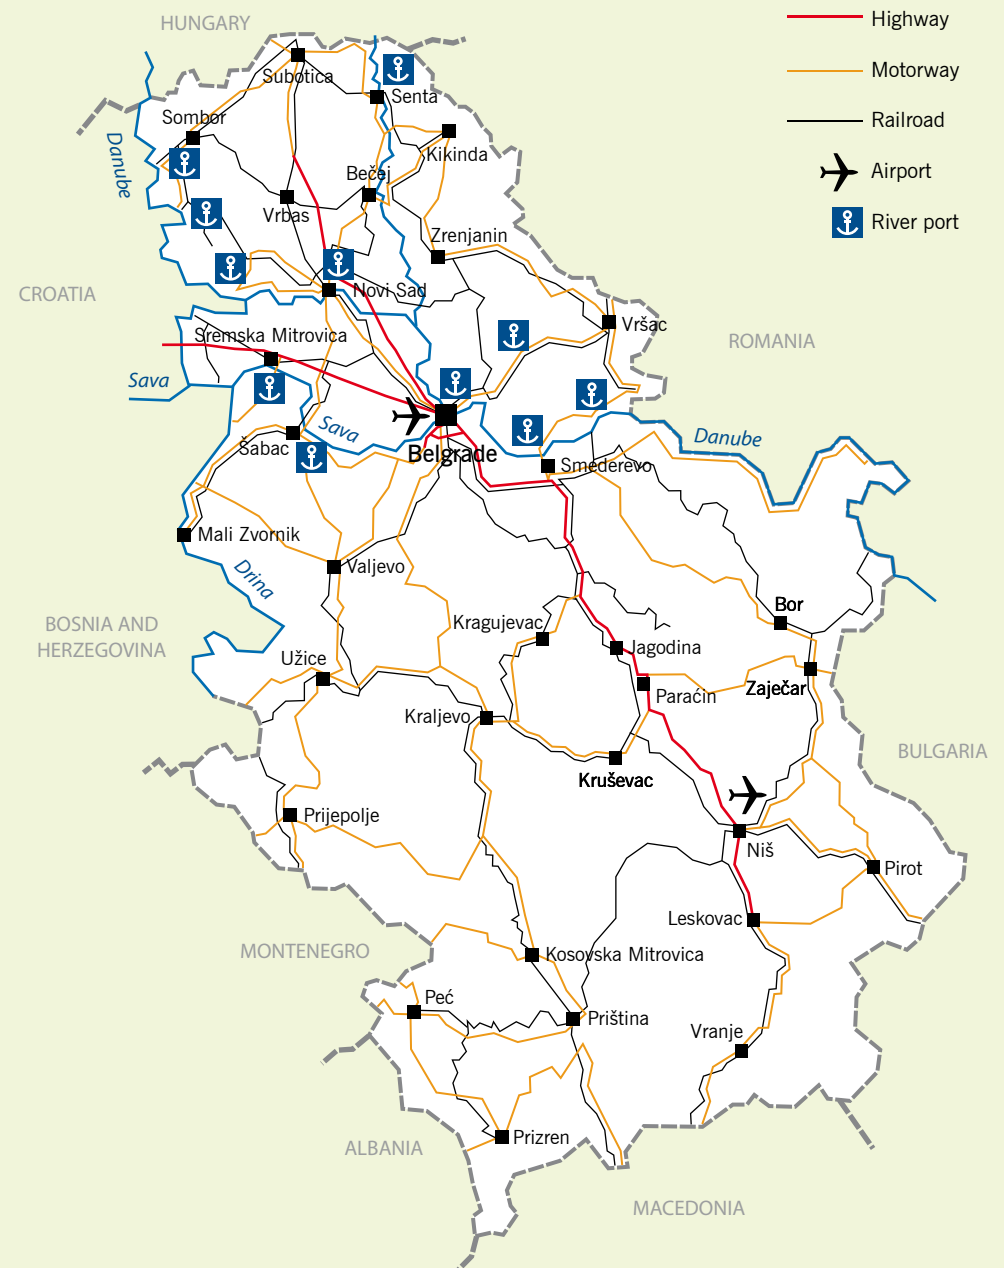 HUNGARY
Highway
Motorway
Railroad
Airport
River port
Subotica
Senta
Sombor
Danube
Kikinda
Bečej
Vrbas
Zrenjanin
CROATIA
Novi Sad
Vršac
ROMANIA
Sremska Mitrovica
Sava
Sava
Danube
Šabac
Belgrade
Smederevo
Mali Zvornik
Valjevo
Drina
Bor
BOSNIA AND
HERZEGOVINA
Kragujevac
Jagodina
Užice
Zaječar
Paraćin
Kraljevo
BULGARIA
Kruševac
Prijepolje
Niš
Pirot
Leskovac
MONTENEGRO
Kosovska Mitrovica
Peć
Priština
Vranje
Prizren
ALBANIA
MACEDONIA